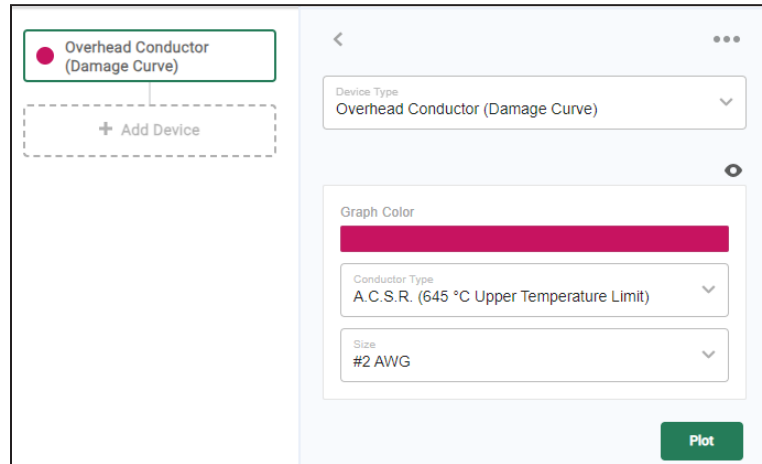 Overhead Conductor
(Damage Curve)
+ Add Device
Device Type
Overhead Conductor (Damage Curve)
Graph Color
Conductor Type
A.C.S.R. (645 °C Upper Temperature Limit)
Size
#2 AWG
Plot